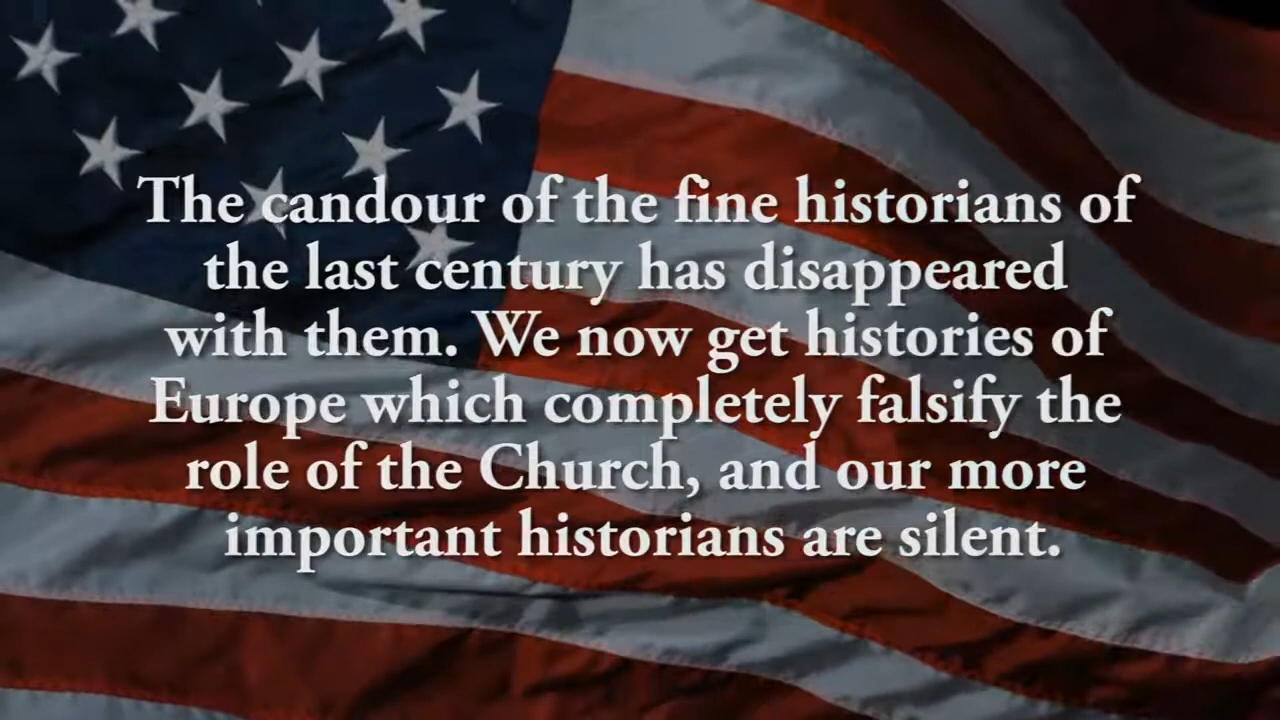 The candour of the fine historians of
the last century has disappeared
with them. We now get histories of
Europe which completely falsify the
role of the Church, and our more
important historians are silent.